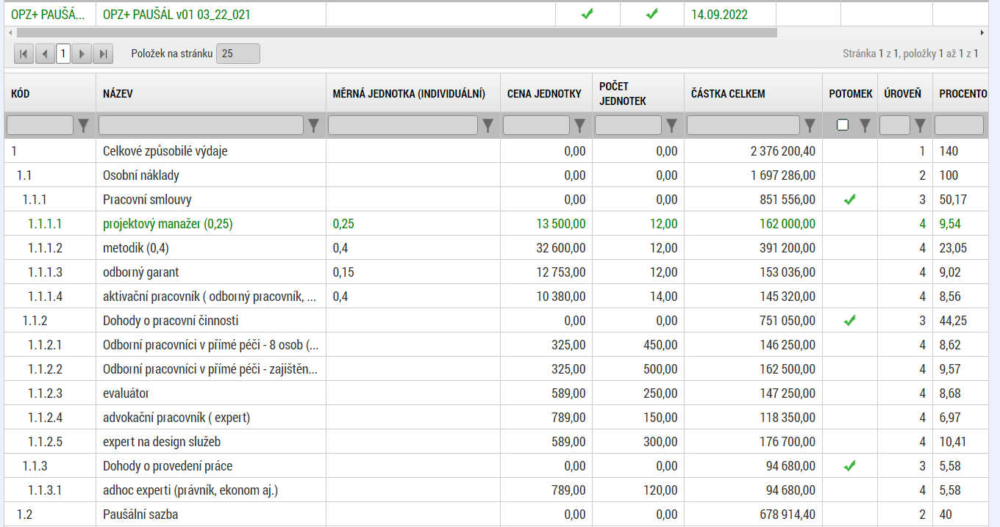 OPZ+ PAUŠÁ... OPZ+ PAUŠÁL v01 03_22_021 14.09.2022
1 Položek na stránku 25 Stránka 1 z 1, položky 1 až 1 z 1
KÓD NÁZEV MĚRNÁ JEDNOTKA (INDIVIDUÁLNÍ) CENA JEDNOTKY POČET JEDNOTEK ČÁSTKA CELKEM POTOMEK ÚROVEŇ PROCENTO
1 Celkové způsobilé výdaje 0,00 0,00 2 376 200,40 1 140
1.1 Osobní náklady 0,00 0,00 1 697 286,00 2 100
1.1.1 Pracovní smlouvy 0,00 0,00 851 556,00 3 50,17
1.1.1.1 projektový manažer (0,25) 0,25 13 500,00 12,00 162 000,00 4 9,54
1.1.1.2 metodik (0,4) 0,4 32 600,00 12,00 391 200,00 4 23,05
1.1.1.3 odborný garant 0,15 12 753,00 12,00 153 036,00 4 9,02
1.1.1.4 aktivační pracovník ( odborný pracovník, ... 0,4 10 380,00 14,00 145 320,00 4 8,56
1.1.2 Dohody o pracovní činnosti 0,00 0,00 751 050,00 3 44,25
1.1.2.1 Odborní pracovníci v přímé péči - 8 osob (... 325,00 450,00 146 250,00 4 8,62
1.1.2.2 Odborní pracovníci v přímé péči - zajištěn... 325,00 500,00 162 500,00 4 9,57
1.1.2.3 evaluátor 589,00 250,00 147 250,00 4 8,68
1.1.2.4 advokační pracovník ( expert) 789,00 150,00 118 350,00 4 6,97
1.1.2.5 expert na design služeb 589,00 300,00 176 700,00 4 10,41
1.1.3 Dohody o provedení práce 0,00 0,00 94 680,00 3 5,58
1.1.3.1 adhoc experti (právník, ekonom aj.) 789,00 120,00 94 680,00 4 5,58
1.2 Paušální sazba 0,00 0,00 678 914,40 2 40